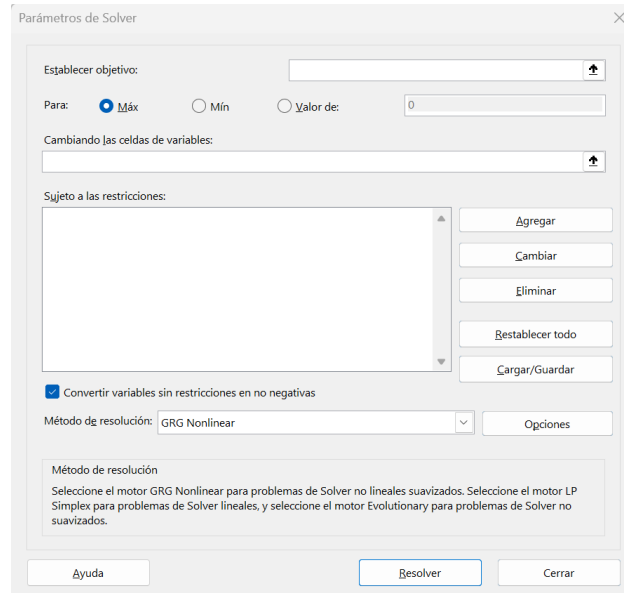 Parámetros de Solver
Establecer objetivo:
Para: Máx Mín Valor de: 0
Cambiando las celdas de variables:
Sujeto a las restricciones:
Agregar
Cambiar
Eliminar
Restablecer todo
Cargar/Guardar
Convertir variables sin restricciones en no negativas
Método de resolución: GRG Nonlinear Opciones
Método de resolución
Seleccione el motor GRG Nonlinear para problemas de Solver no lineales suavizados. Seleccione el motor LP
Simplex para problemas de Solver lineales, y seleccione el motor Evolutionary para problemas de Solver no
suavizados.
Ayuda Resolver Cerrar